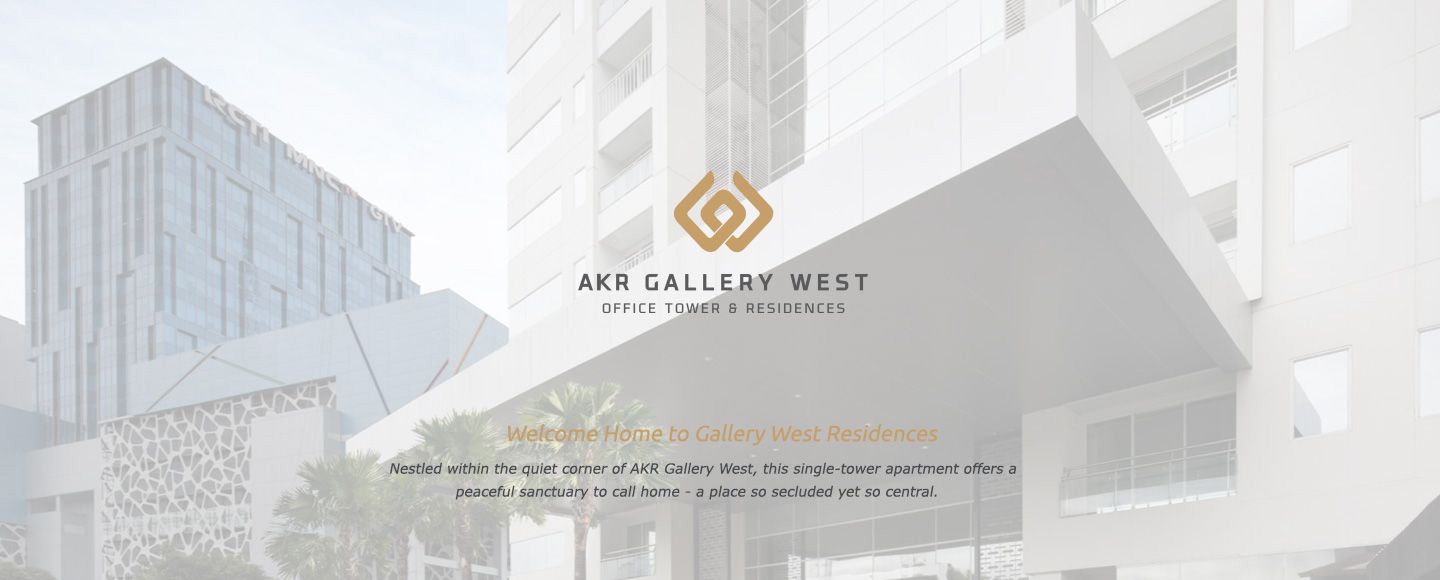 RCTI MNC GTV
AKR GALLERY WEST
OFFICE TOWER & RESIDENCES
Welcome Home to Gallery West Residences
Nestled within the quiet corner of AKR Gallery West, this single-tower apartment offers a
peaceful sanctuary to call home - a place so secluded yet so central.